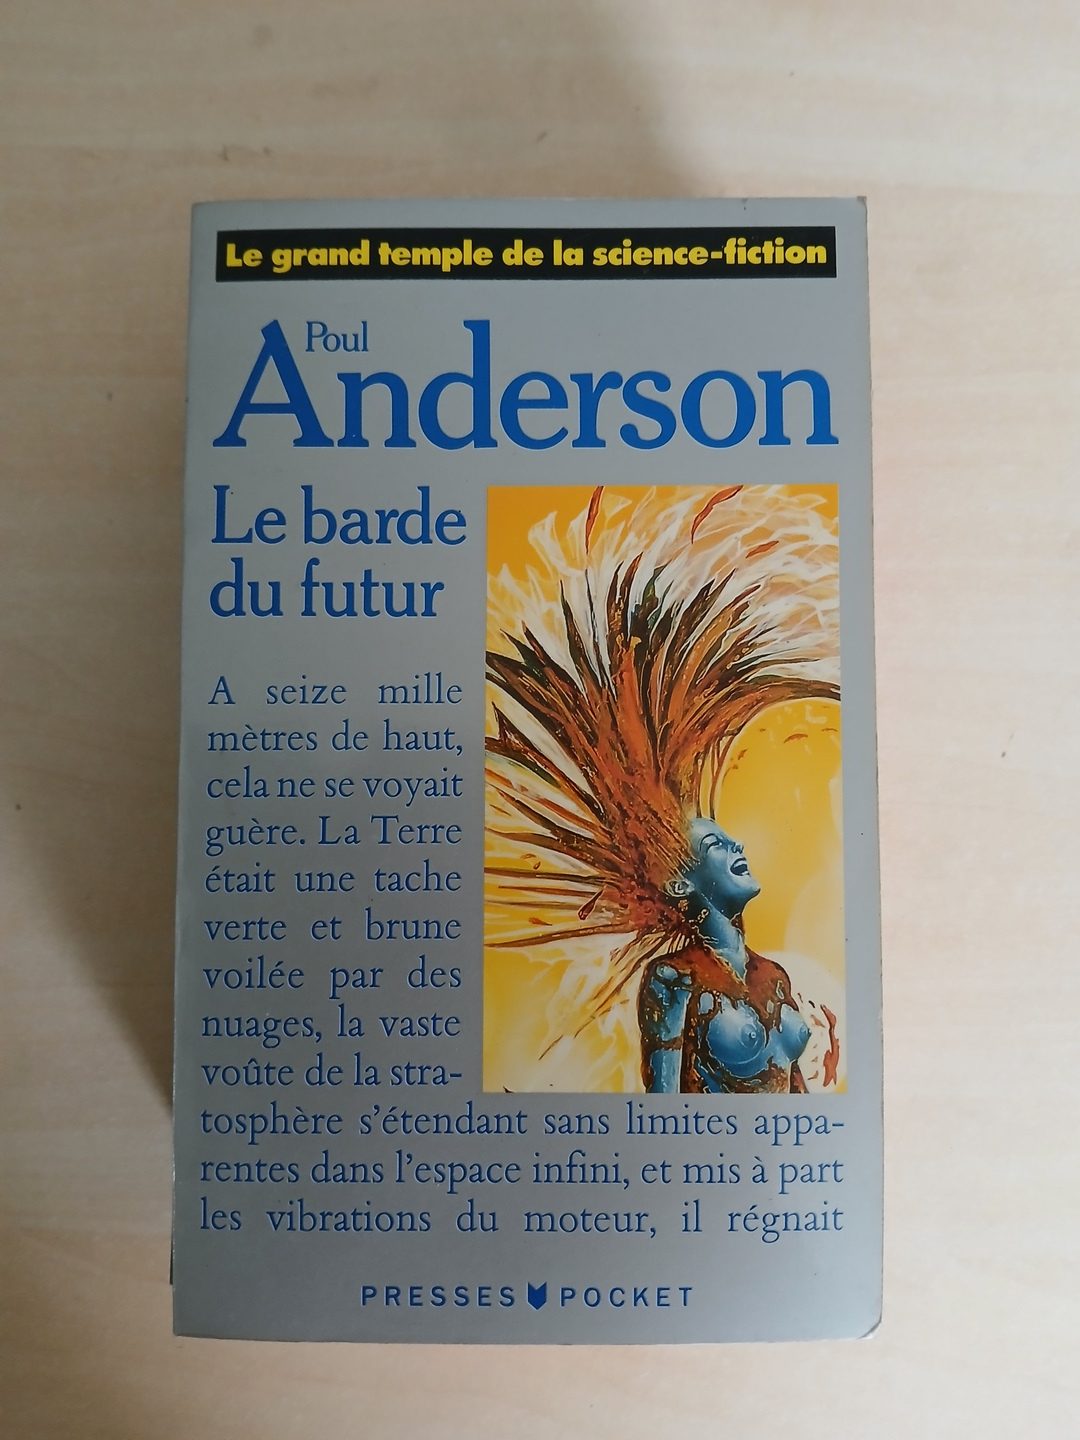 Le grand temple de la science-fiction
Poul
Anderson
Le barde
du futur
A seize mille
mètres de haut,
cela ne se voyait
guère. La Terre
était une tache
verte et brune
voilée par des
nuages, la vaste
voûte de la stra-
tosphère s'étendant sans limites appa-
rentes dans l'espace infini, et mis à part
les vibrations du moteur, il régnait
PRESSES POCKET